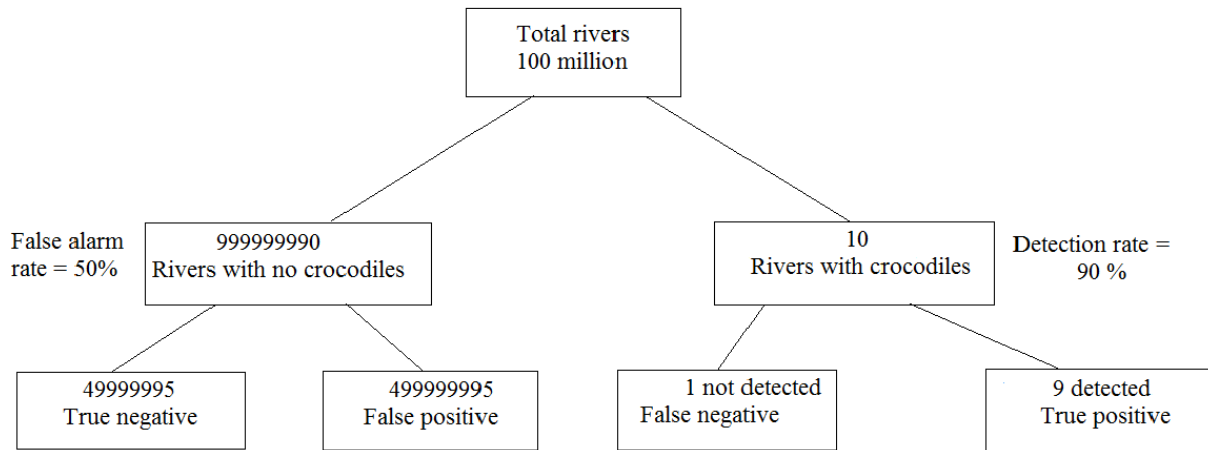 Total rivers
100 million
False alarm
rate = 50%
999999990
Rivers with no crocodiles
10
Rivers with crocodiles
Detection rate =
90 %
49999995
True negative
499999995
False positive
1 not detected
False negative
9 detected
True positive